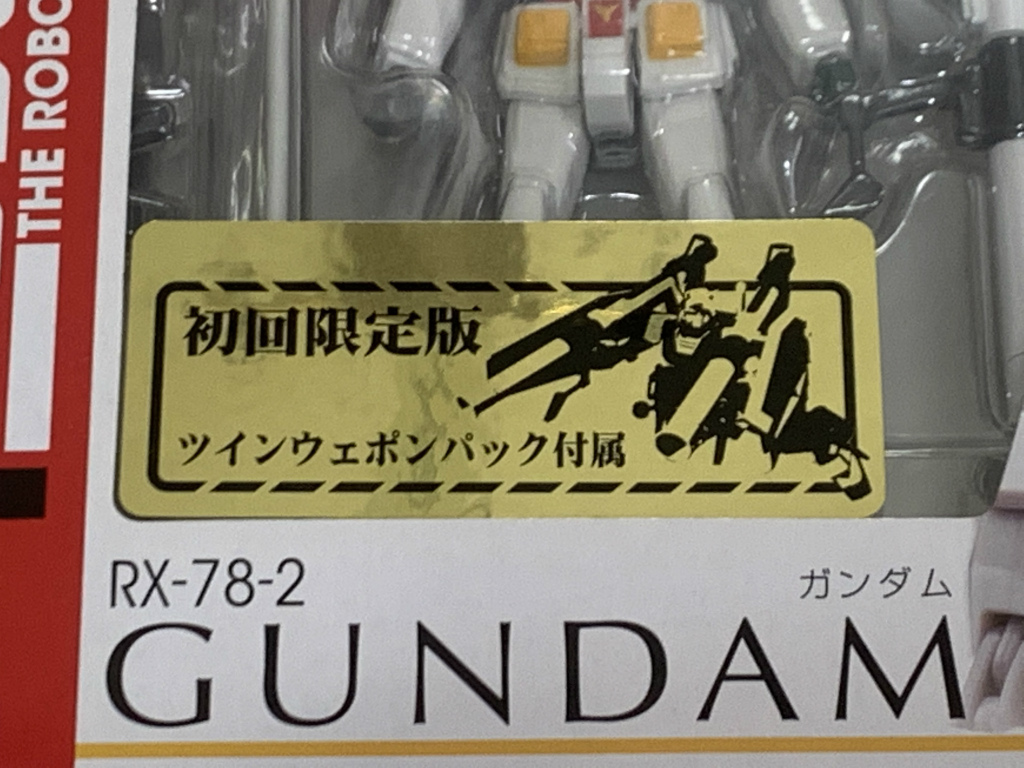 THE ROBO
初回限定版
ツインウェポンパック付属
RX-78-2
ガンダム
GUNDAM